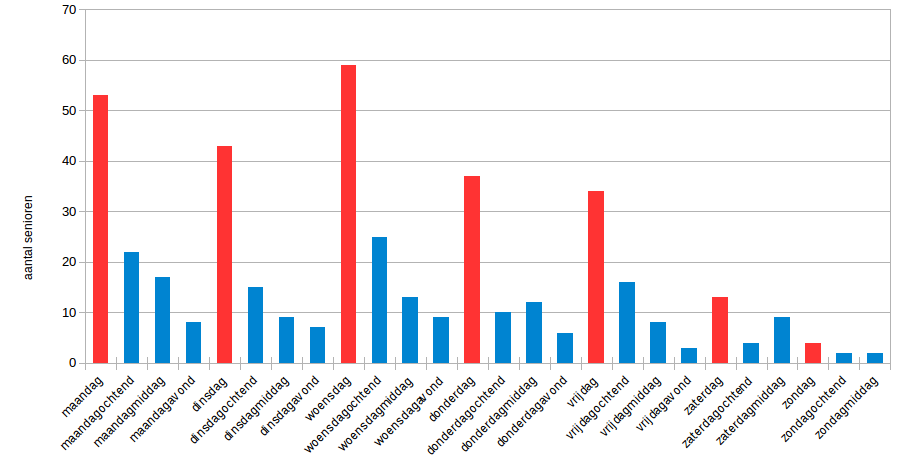 70
60
50
40
30
20
10
0
aantal senioren
maandag
maandagochtend
maandagmiddag
maandagavond
dinsdag
dinsdagochtend
dinsdagmiddag
dinsdagavond
woensdag
woensdagochtend
woensdagmiddag
woensdagavond
donderdag
donderdagochtend
donderdagmiddag
donderdagavond
vrijdag
vrijdagochtend
vrijdagmiddag
vrijdagavond
zaterdag
zaterdagochtend
zaterdagmiddag
zondag
zondagochtend
zondagmiddag